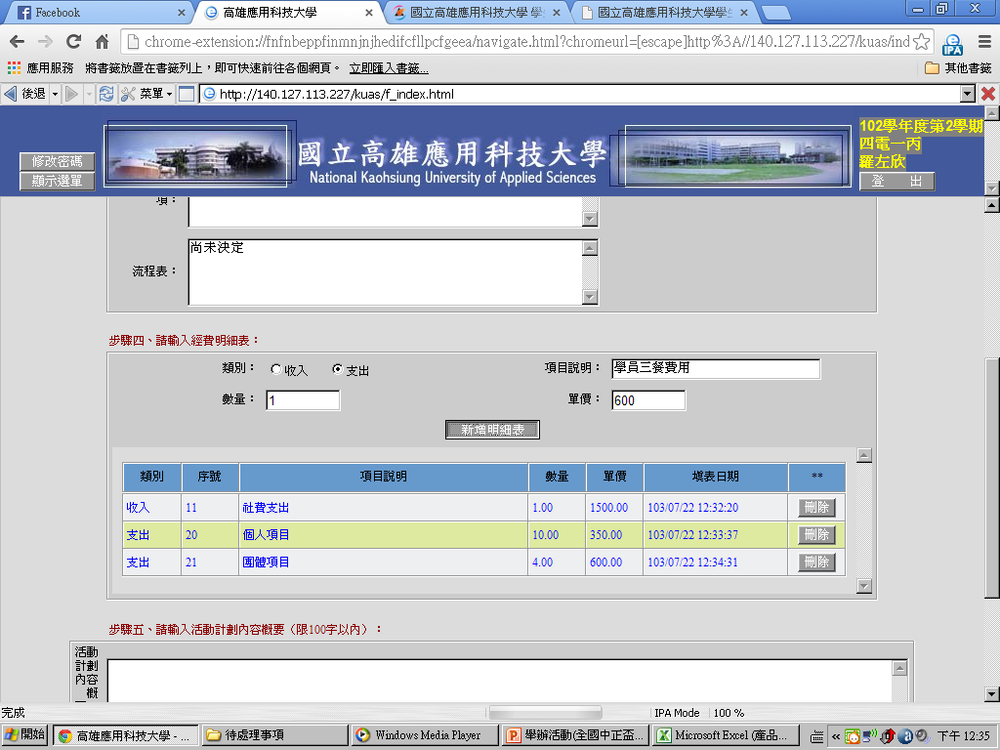 Facebook
高雄應用科技大學
國立高雄應用科技大學 學
國立高雄應用科技大學學
chrome-extension://fnfnbeppfinmnjnjhedifcfllpcfgeea/navigate.html?chromeurl=[escape]http%3A//140.127.113.227/kuas/ind
IPA
應用服務 將書籤放置在書籤列上，即可快速前往各個網頁。 立即匯入書籤...
其他書籤
後退 菜單 http://140.127.113.227/kuas/f_index.html
修改密碼
顯示選單
國立高雄應用科技大學
National Kaohsiung University of Applied Sciences
102學年度第2學期
四電一丙
羅左欣
登 出
項：
流程表： 尚未決定
步驟四、請輸入經費明細表：
類別： 收入 支出 項目說明： 學員三餐費用
數量： 1 單價： 600
新增明細表
類別 序號 項目說明 數量 單價 填表日期 **
收入 11 社費支出 1.00 1500.00 103/07/22 12:32:20 刪除
支出 20 個人項目 10.00 350.00 103/07/22 12:33:37 刪除
支出 21 團體項目 4.00 600.00 103/07/22 12:34:31 刪除
步驟五、請輸入活動計劃內容概要（限100字以內）：
活動
計劃
內容
概
完成 IPA Mode 100 %
開始 高雄應用科技大學 - ... 待處理事項 Windows Media Player 舉辦活動(全國中正盃... Microsoft Excel (產品... 下午 12:35